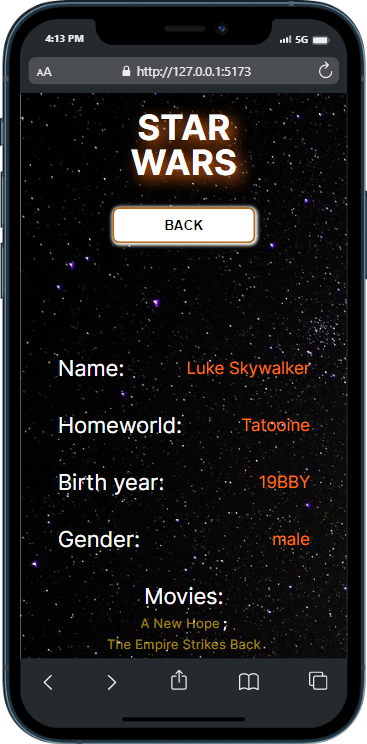 4:13 PM 5G
AA http://127.0.0.1:5173
STAR
WARS
BACK
Name: Luke Skywalker
Homeworld: Tatooine
Birth year: 19BBY
Gender: male
Movies:
A New Hope ;
The Empire Strikes Back